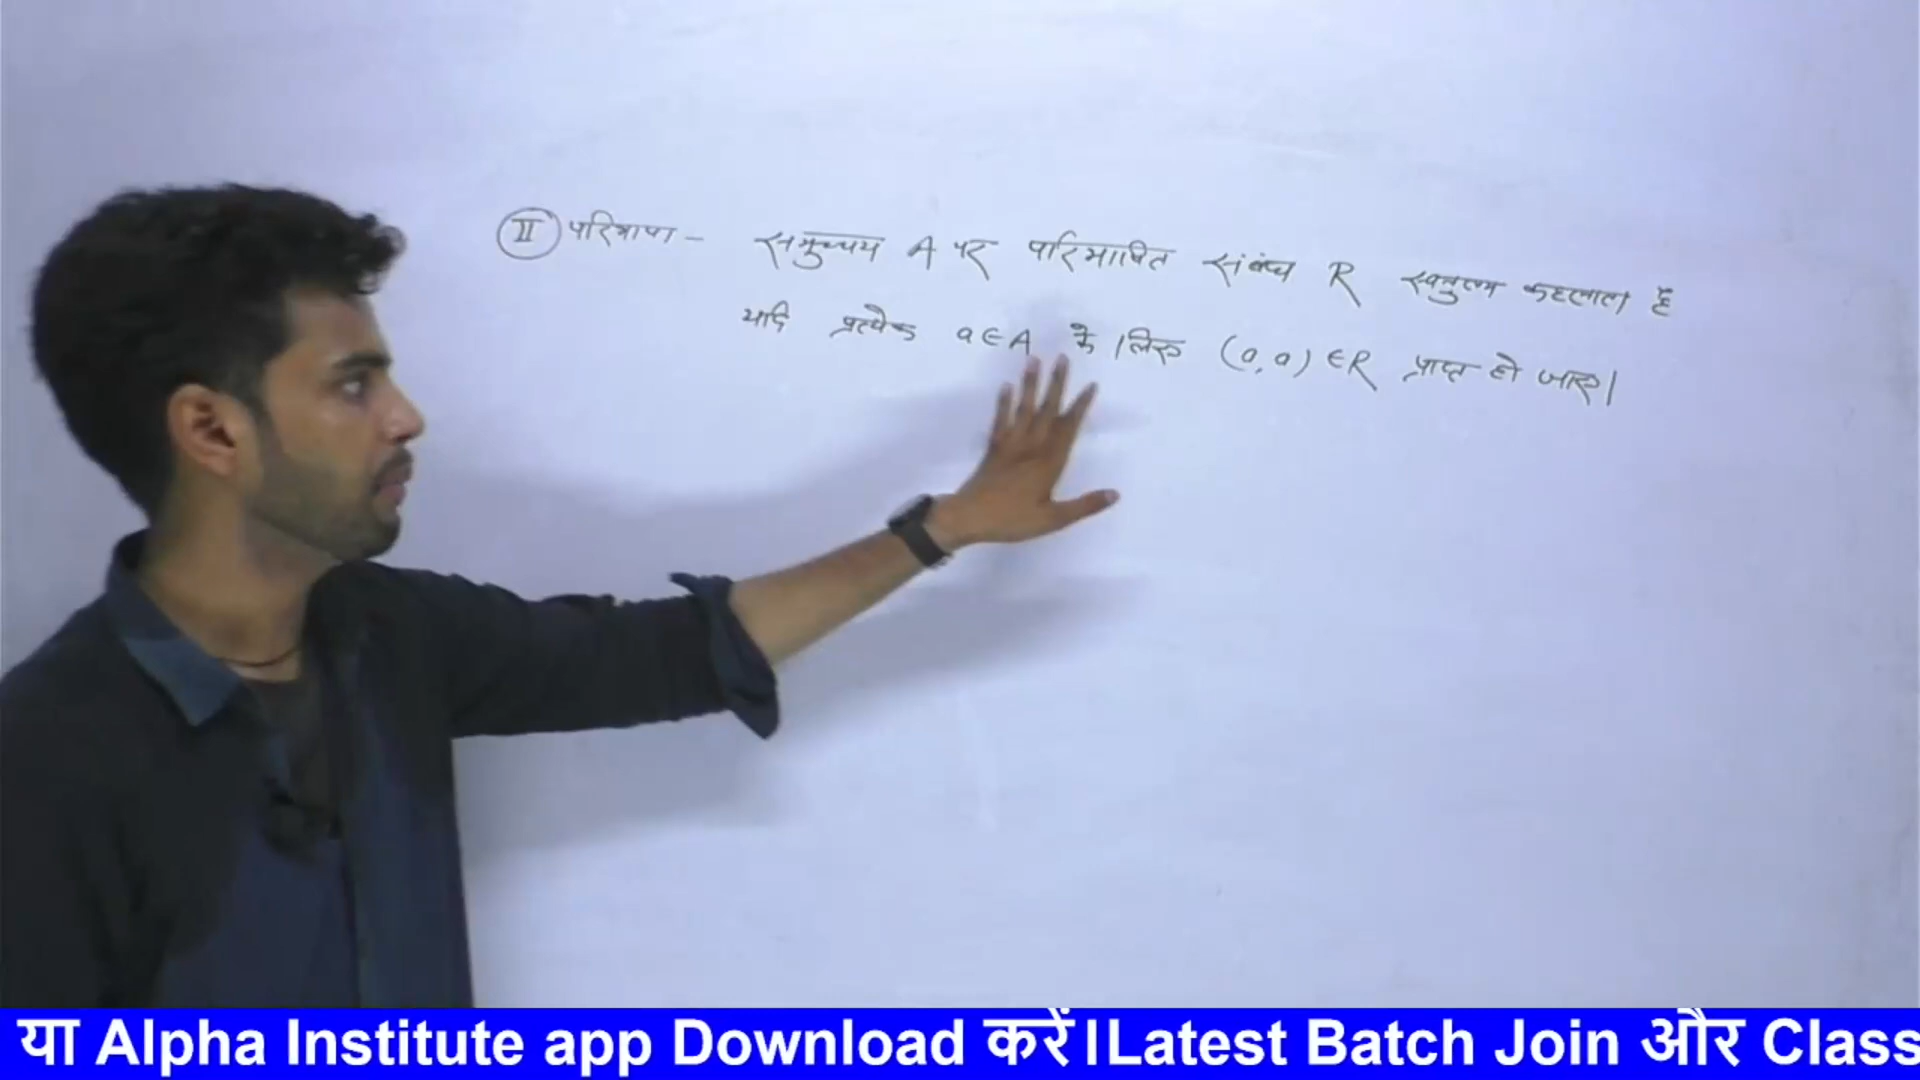 II परिभाषा - समुच्चय A पर परिभाषित संबंध R स्वतुल्य कहलाता है
यदि प्रत्येक a∈A के लिए (a, a) ∈R प्राप्त हो जाए।
या Alpha Institute app Download करें।Latest Batch Join और Class